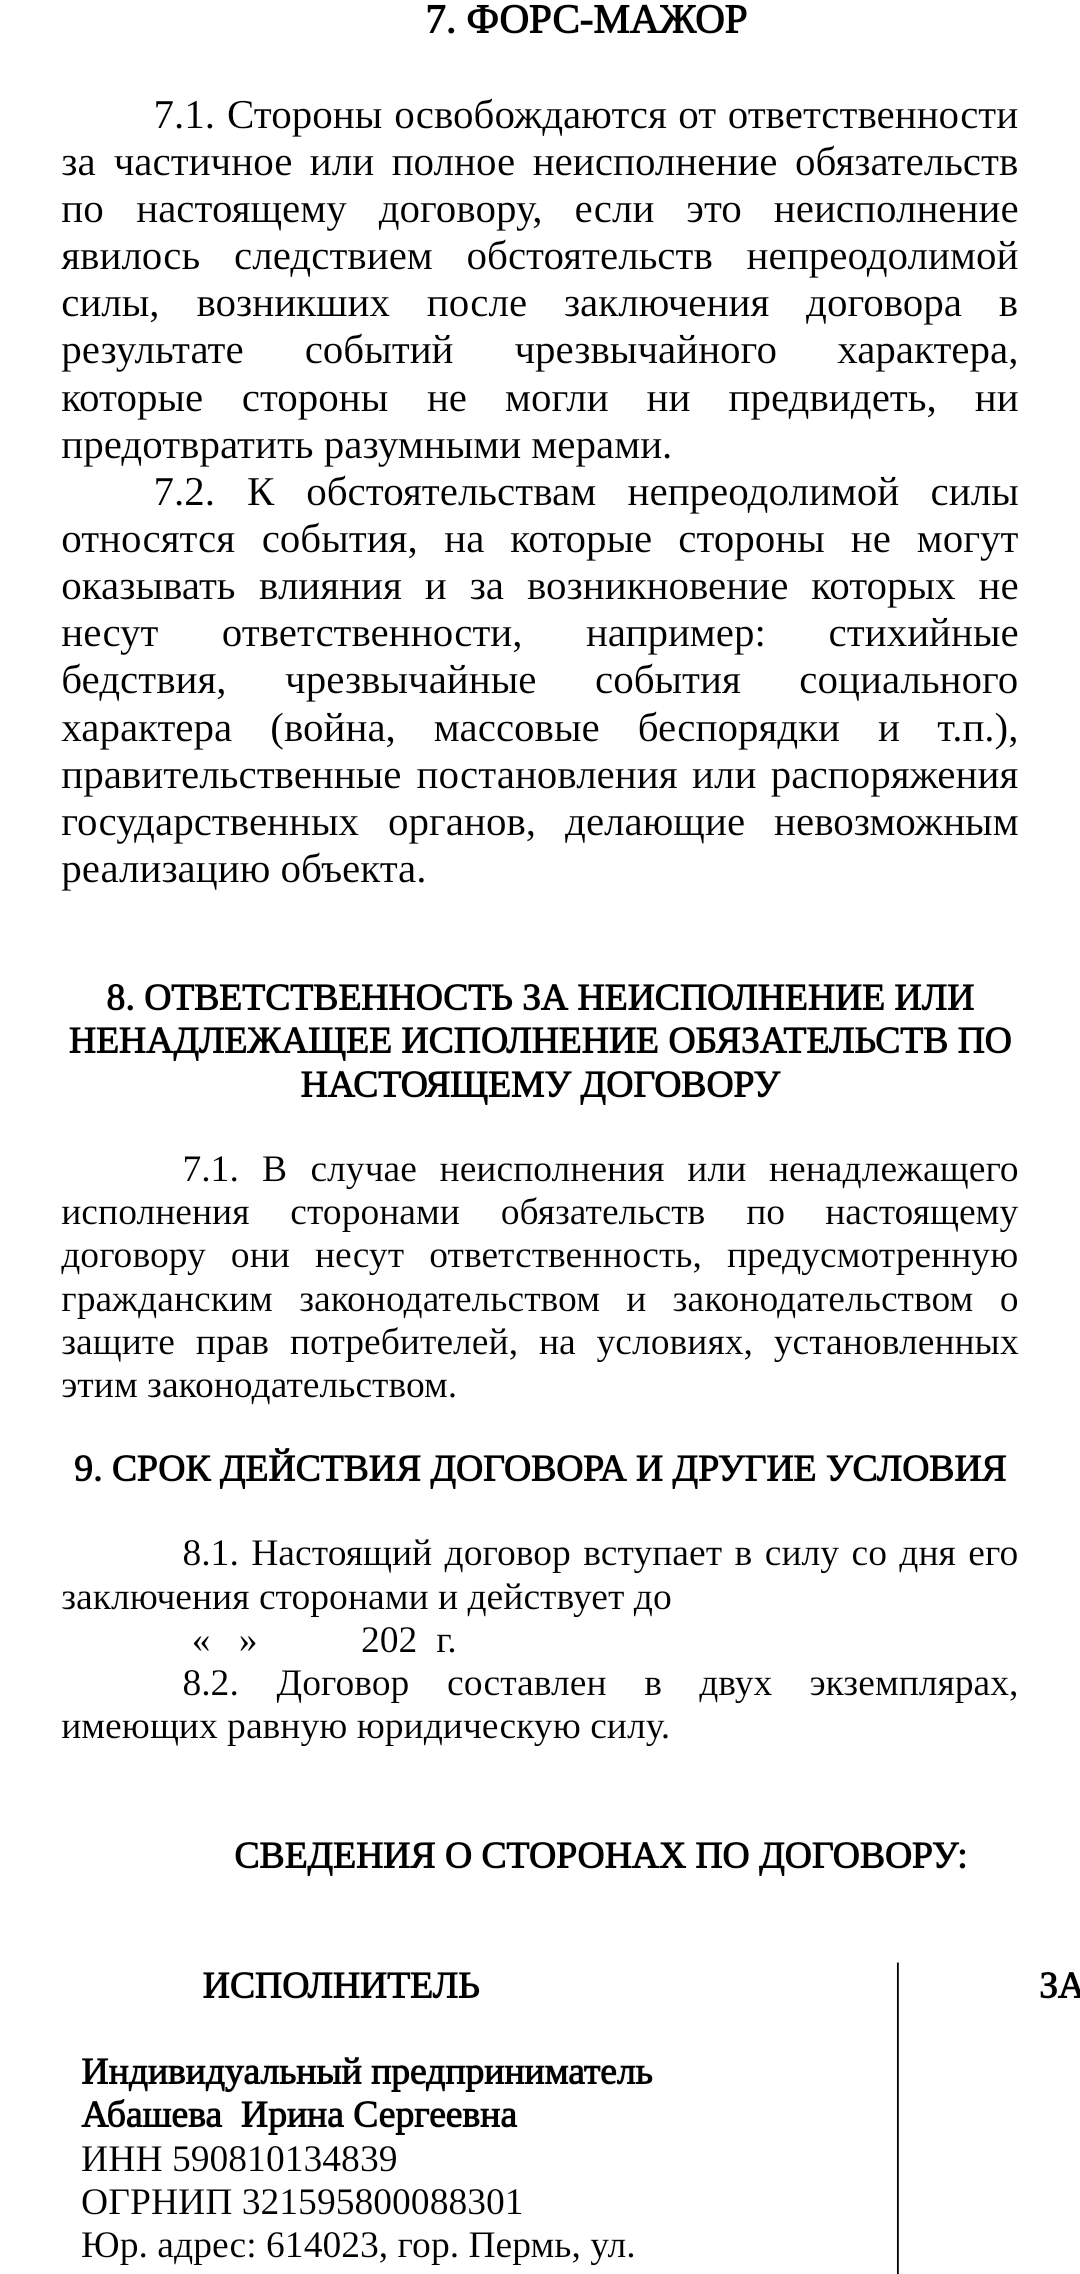 7. ФОРС-МАЖОР
7.1. Стороны освобождаются от ответственности
за частичное или полное неисполнение обязательств
по настоящему договору, если это неисполнение
явилось следствием обстоятельств непреодолимой
силы, возникших после заключения договора в
результате событий чрезвычайного характера,
которые стороны не могли ни предвидеть, ни
предотвратить разумными мерами.
7.2. К обстоятельствам непреодолимой силы
относятся события, на которые стороны не могут
оказывать влияния и за возникновение которых не
несут ответственности, например: стихийные
бедствия, чрезвычайные события социального
характера (война, массовые беспорядки и т.п.),
правительственные постановления или распоряжения
государственных органов, делающие невозможным
реализацию объекта.
8. ОТВЕТСТВЕННОСТЬ ЗА НЕИСПОЛНЕНИЕ ИЛИ
НЕНАДЛЕЖАЩЕЕ ИСПОЛНЕНИЕ ОБЯЗАТЕЛЬСТВ ПО
НАСТОЯЩЕМУ ДОГОВОРУ
7.1. В случае неисполнения или ненадлежащего
исполнения сторонами обязательств по настоящему
договору они несут ответственность, предусмотренную
гражданским законодательством и законодательством о
защите прав потребителей, на условиях, установленных
этим законодательством.
9. СРОК ДЕЙСТВИЯ ДОГОВОРА И ДРУГИЕ УСЛОВИЯ
8.1. Настоящий договор вступает в силу со дня его
заключения сторонами и действует до
« » 202 г.
8.2. Договор составлен в двух экземплярах,
имеющих равную юридическую силу.
СВЕДЕНИЯ О СТОРОНАХ ПО ДОГОВОРУ:
ИСПОЛНИТЕЛЬ
Индивидуальный предприниматель
Абашева Ирина Сергеевна
ИНН 590810134839
ОГРНИП 321595800088301
Юр. адрес: 614023, гор. Пермь, ул.